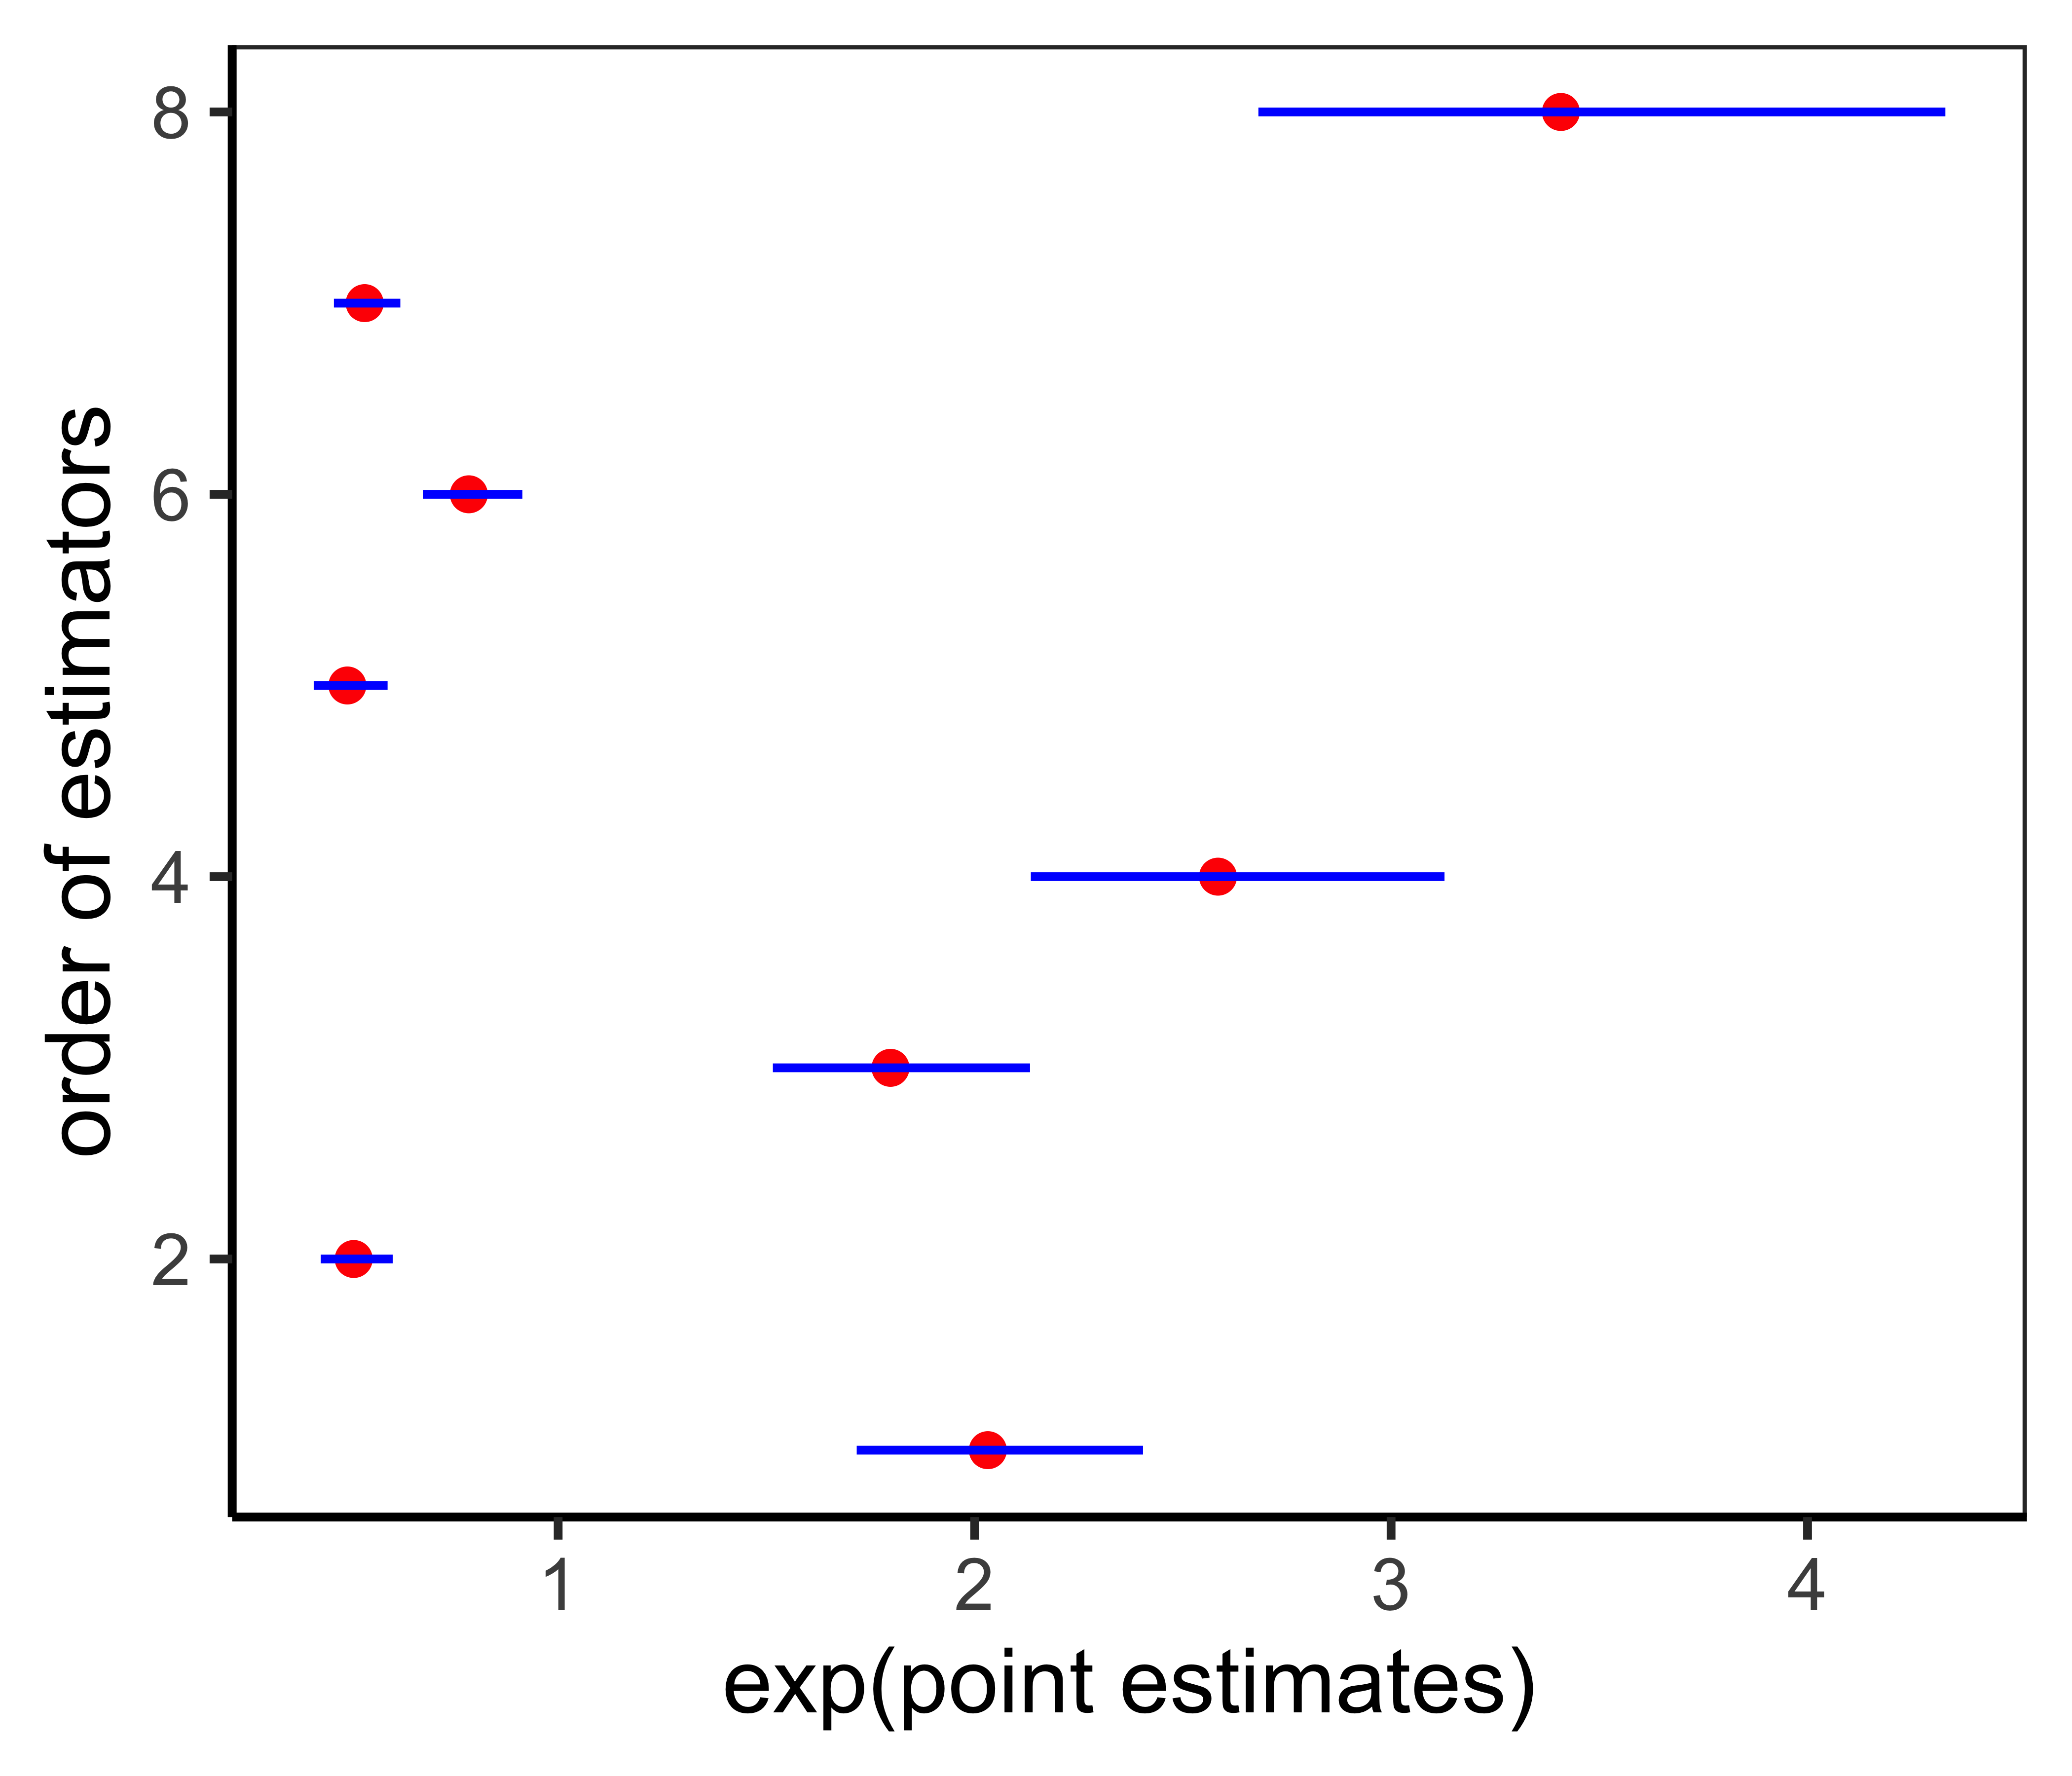 order of estimators
8
6
4
2
1 2 3 4
exp(point estimates)